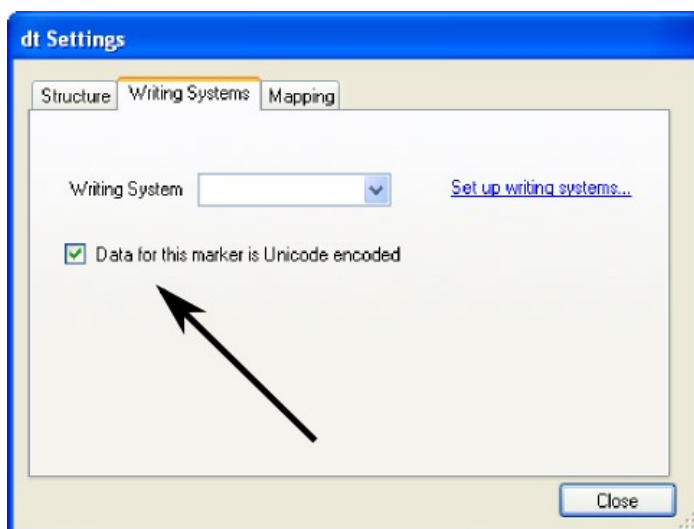 dt Settings
Structure Writing Systems Mapping
Writing System Set up writing systems...
Data for this marker is Unicode encoded
Close